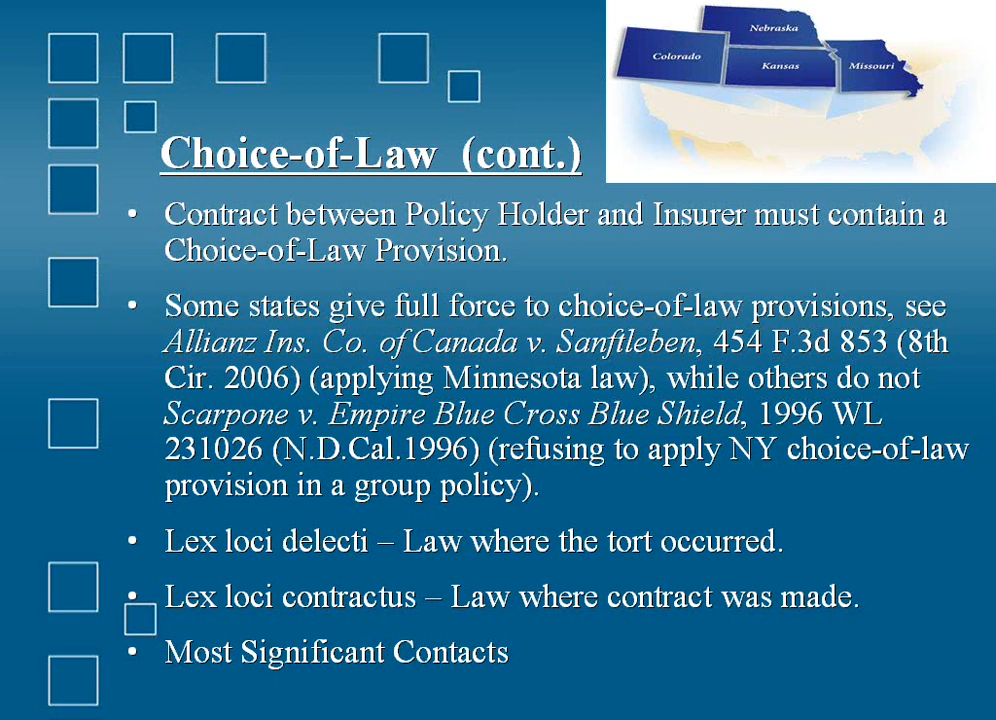 Nebraska
Colorado
Kansas
Missouri
Choice-of-Law (cont.)
• Contract between Policy Holder and Insurer must contain a
Choice-of-Law Provision.
• Some states give full force to choice-of-law provisions, see
Allianz Ins. Co. of Canada v. Sanftleben, 454 F.3d 853 (8th
Cir. 2006) (applying Minnesota law), while others do not
Scarpone v. Empire Blue Cross Blue Shield, 1996 WL
231026 (N.D.Cal.1996) (refusing to apply NY choice-of-law
provision in a group policy).
• Lex loci delecti – Law where the tort occurred.
• Lex loci contractus – Law where contract was made.
• Most Significant Contacts